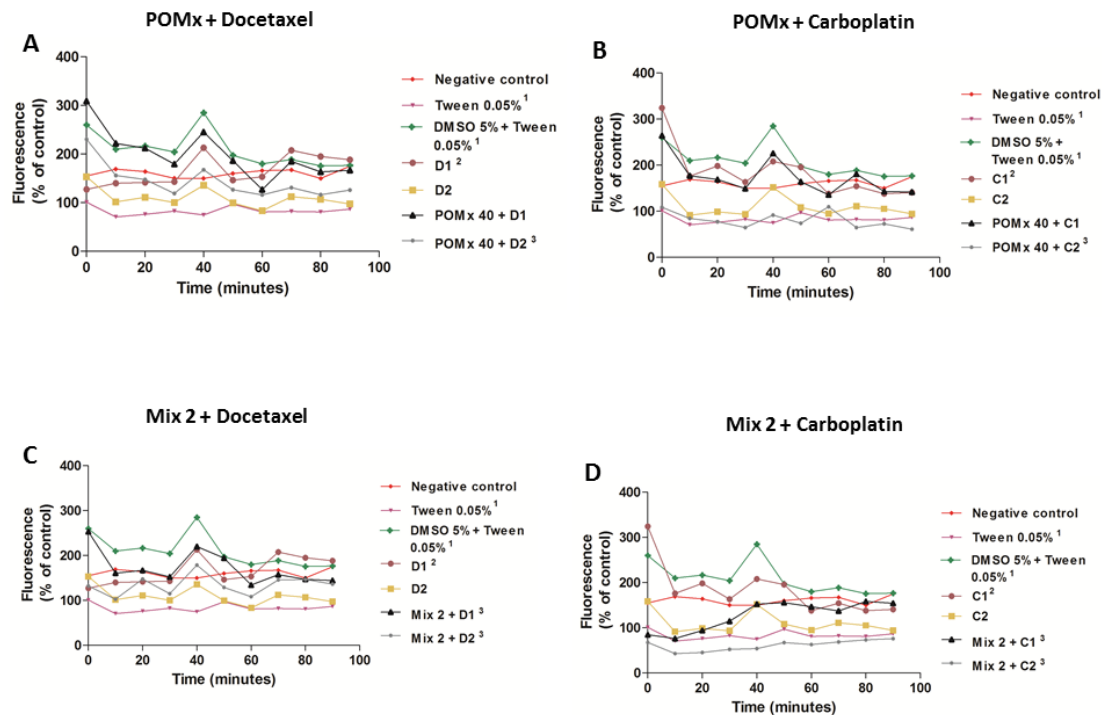 POMx + Docetaxel
A
400
300
200
100
0
Fluorescence
(% of control)
0 20 40 60 80 100
Time (minutes)
Negative control
Tween 0.05% 1
DMSO 5% + Tween
0.05% 1
D1 2
D2
POMx 40 + D1
POMx 40 + D2 3
POMx + Carboplatin
B
400
300
200
100
0
Fluorescence
(% of control)
0 20 40 60 80 100
Time (minutes)
Negative control
Tween 0.05% 1
DMSO 5% +
Tween 0.05% 1
C1 2
C2
POMx 40 + C1
POMx 40 + C2 3
Mix 2 + Docetaxel
C
400
300
200
100
0
Fluorescence
(% of control)
0 20 40 60 80 100
Time (minutes)
Negative control
Tween 0.05% 1
DMSO 5% + Tween
0.05% 1
D1 2
D2
Mix 2 + D1 3
Mix 2 + D2 3
Mix 2 + Carboplatin
D
400
300
200
100
0
Fluorescence
(% of control)
0 20 40 60 80 100
Time (minutes)
Negative control
Tween 0.05% 1
DMSO 5% + Tween
0.05% 1
C1 2
C2
Mix 2 + C1 3
Mix 2 + C2 3